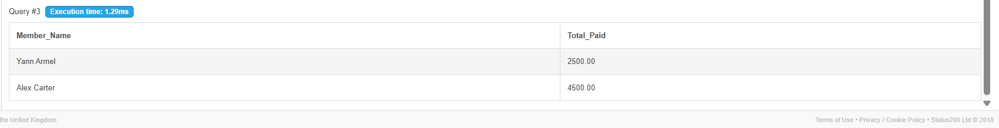 Query #3 Execution time: 1.29ms
Member_Name Total_Paid
Yann Armel 2500.00
Alex Carter 4500.00
the United Kingdom. Terms of Use • Privacy / Cookie Policy • Status200 Ltd © 2018